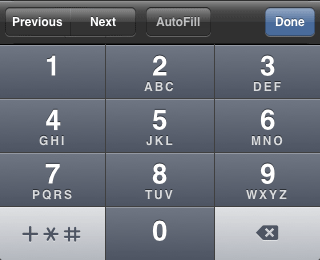 Previous Next AutoFill Done
1 2 3
ABC DEF
4 5 6
GHI JKL MNO
7 8 9
PQRS TUV WXYZ
+*# 0